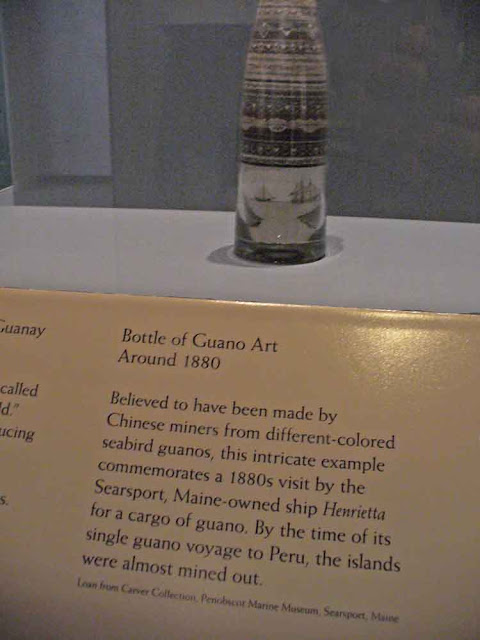 Guanay
called
ld."
ucing
s.
Bottle of Guano Art
Around 1880
Believed to have been made by
Chinese miners from different-colored
seabird guanos, this intricate example
commemorates a 1880s visit by the
Searsport, Maine-owned ship Henrietta
for a cargo of guano. By the time of its
single guano voyage to Peru, the islands
were almost mined out.
Loan from Carver Collection, Penobscot Marine Museum, Searsport, Maine